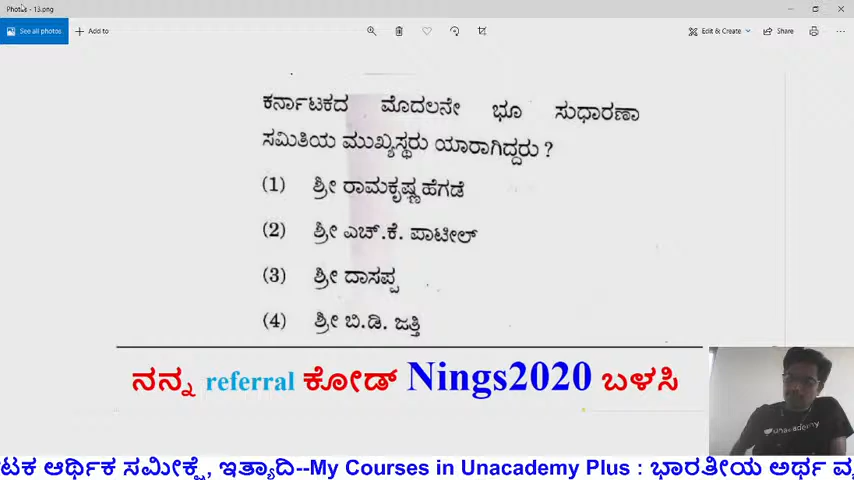 Photos - 13.png
See all photos
Add to
Edit & Create
Share
ಕರ್ನಾಟಕದ ಮೊದಲನೇ ಭೂ ಸುಧಾರಣಾ
ಸಮಿತಿಯ ಮುಖ್ಯಸ್ಥರು ಯಾರಾಗಿದ್ದರು ?
(1) ಶ್ರೀ ರಾಮಕೃಷ್ಣ ಹೆಗಡೆ
(2) ಶ್ರೀ ಎಚ್.ಕೆ. ಪಾಟೀಲ್
(3) ಶ್ರೀ ದಾಸಪ್ಪ
(4) ಶ್ರೀ ಬಿ.ಡಿ. ಜತ್ತಿ
ನನ್ನ referral ಕೋಡ್ Nings2020 ಬಳಸಿ
unacademy
ಟಕ ಆರ್ಥಿಕ ಸಮೀಕ್ಷೆ, ಇತ್ಯಾದಿ--My Courses in Unacademy Plus : ಭಾರತೀಯ ಅರ್ಥ ವ್ಯ